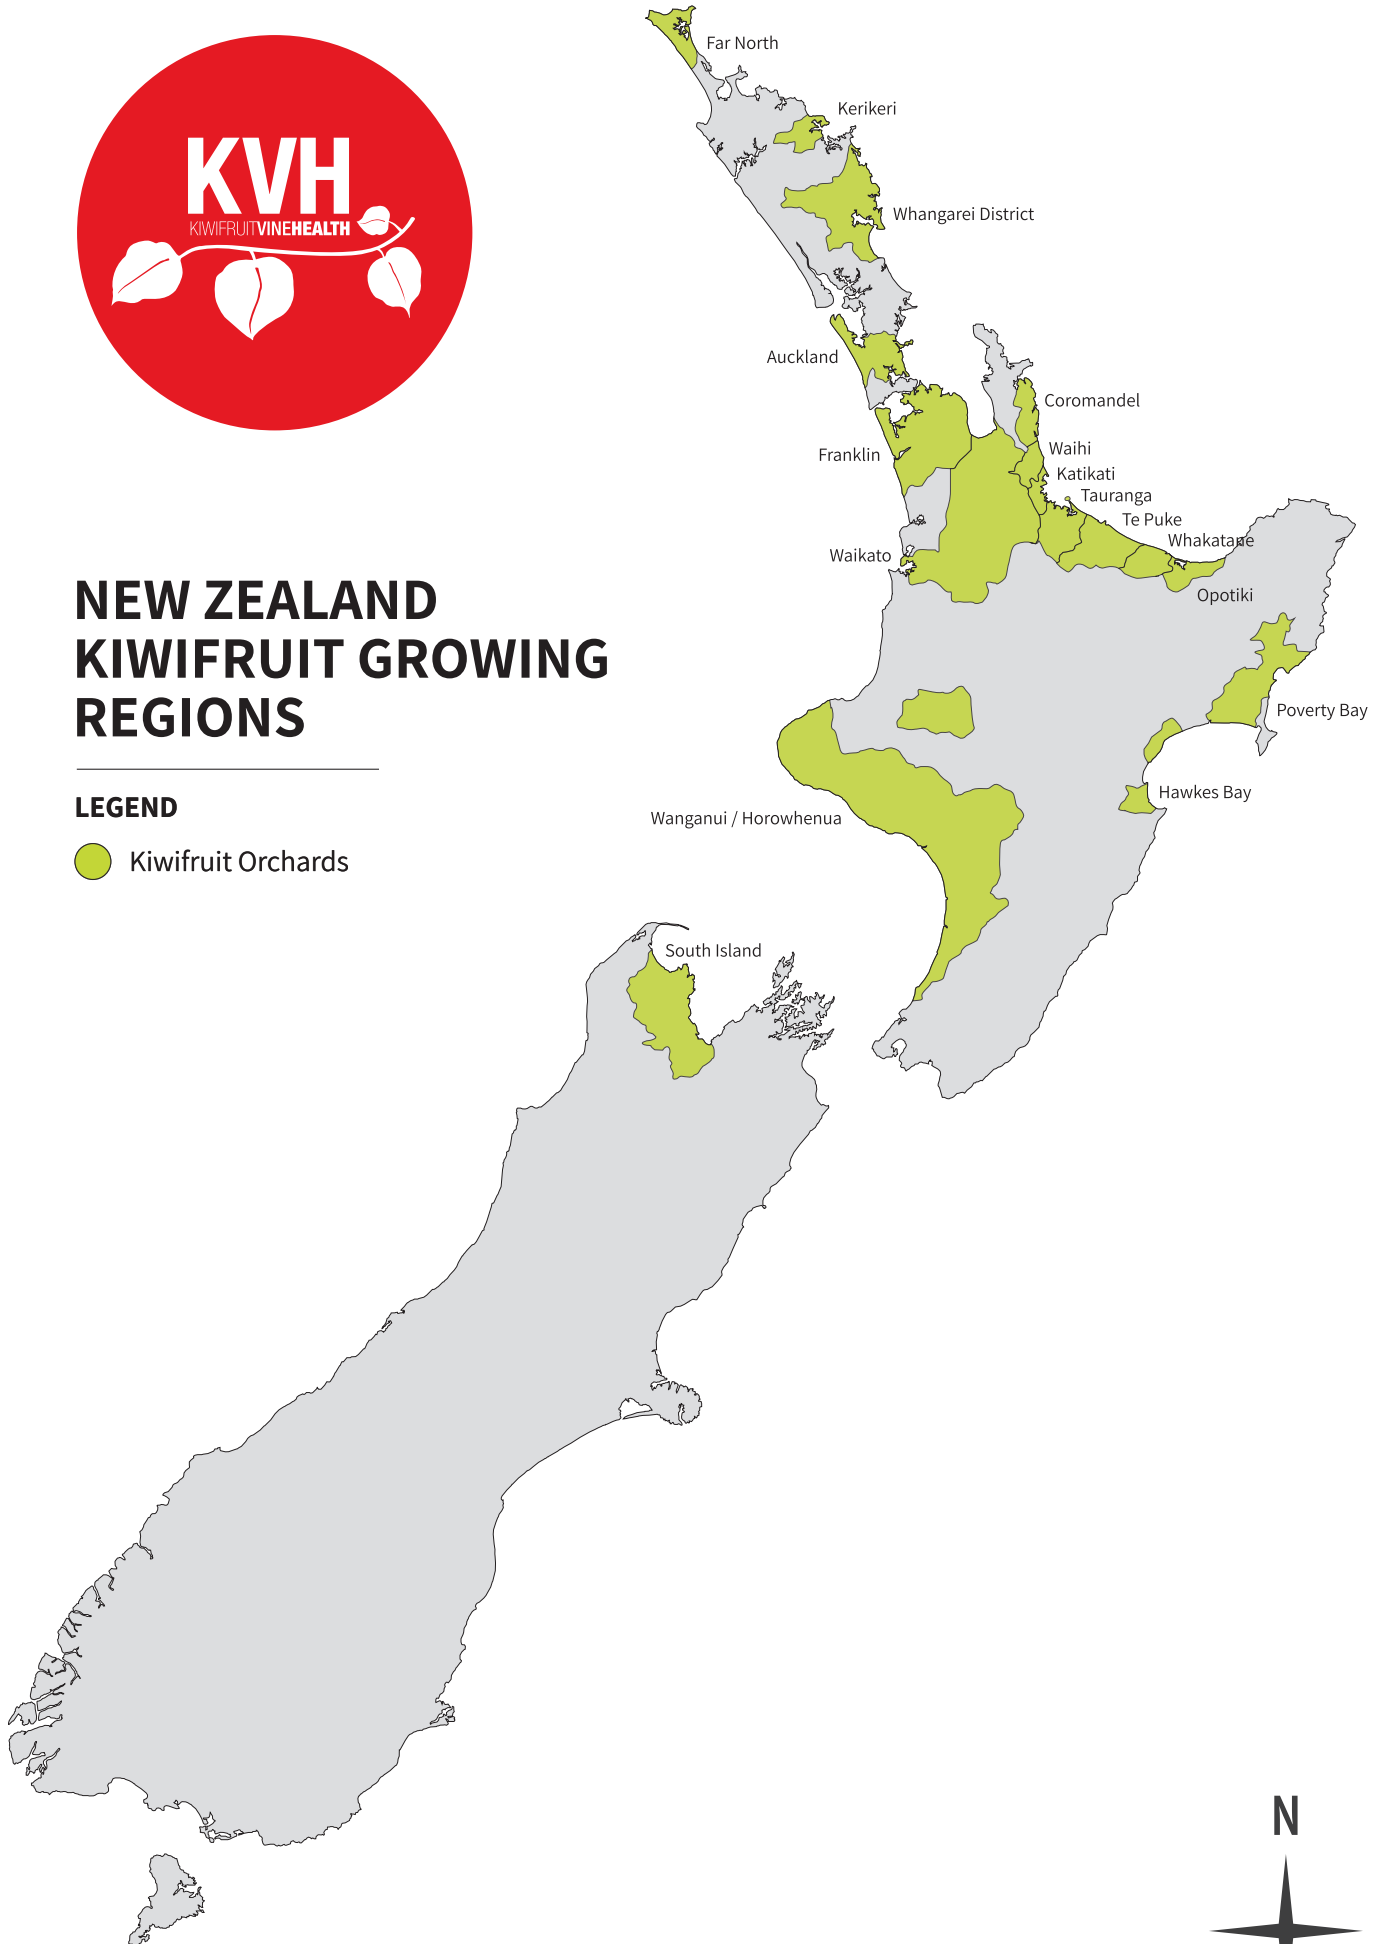 Far North
Kerikeri
KVH
KIWIFRUITVINEHEALTH
Whangarei District
Auckland
Coromandel
Franklin
Waihi
Katikati
Tauranga
Te Puke
Whakatane
Waikato
Opotiki
NEW ZEALAND
KIWIFRUIT GROWING
REGIONS
Poverty Bay
LEGEND
Hawkes Bay
Wanganui / Horowhenua
Kiwifruit Orchards
South Island
N